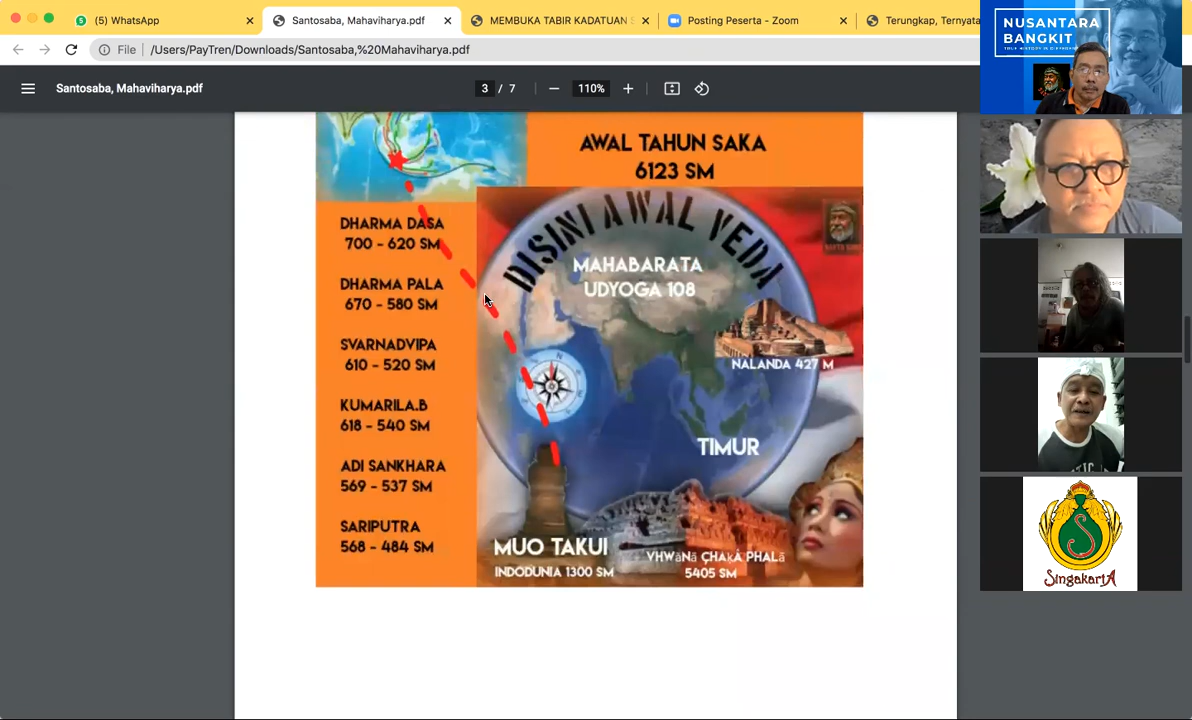 (5) WhatsApp
Santosaba, Mahaviharya.pdf
MEMBUKA TABIR KADATUAN S
Posting Peserta - Zoom
Terungkap, Ternyata
File
/Users/PayTren/Downloads/Santosaba,%20Mahaviharya.pdf
Santosaba, Mahaviharya.pdf
3 / 7
110%
NUSANTARA
BANGKIT
AWAL TAHUN SAKA
6123 SM
DHARMA DASA
700 - 620 SM
DHARMA PALA
670 - 580 SM
SVARNADVIPA
610 - 520 SM
KUMARILA.B
618 - 540 SM
ADI SANKHARA
569 - 537 SM
SARIPUTRA
568 - 484 SM
DISINI AWAL VEDA
MAHABARATA
UDYOGA 108
N
NALANDA 427 M
TIMUR
MUO TAKUI
INDODUNIA 1300 SM
VHWāNā ÇHAĶÂ PHALā
5405 SM
SingakartA